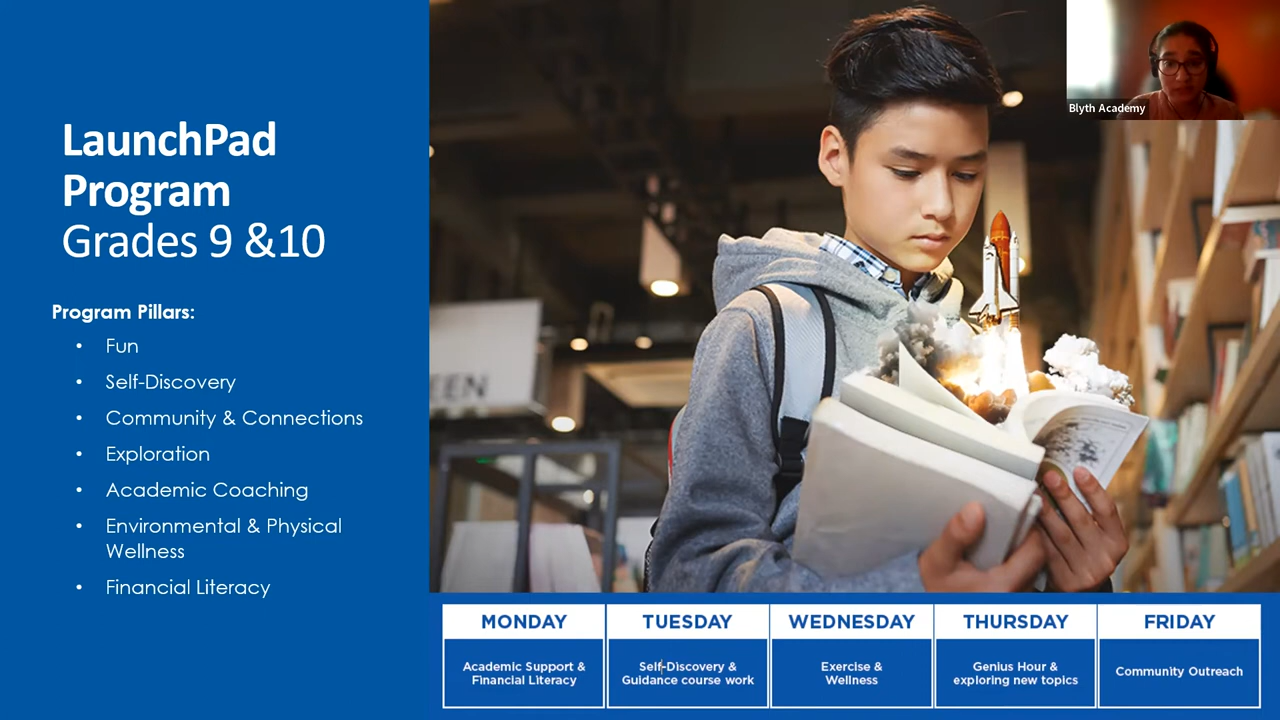 LaunchPad
Program
Grades 9 &10
Program Pillars:
• Fun
• Self-Discovery
• Community & Connections
• Exploration
• Academic Coaching
• Environmental & Physical
Wellness
• Financial Literacy
Blyth Academy
EEN
MONDAY
Academic Support &
Financial Literacy
TUESDAY
Self-Discovery &
Guidance course work
WEDNESDAY
Exercise &
Wellness
THURSDAY
Genius Hour &
exploring new topics
FRIDAY
Community Outreach